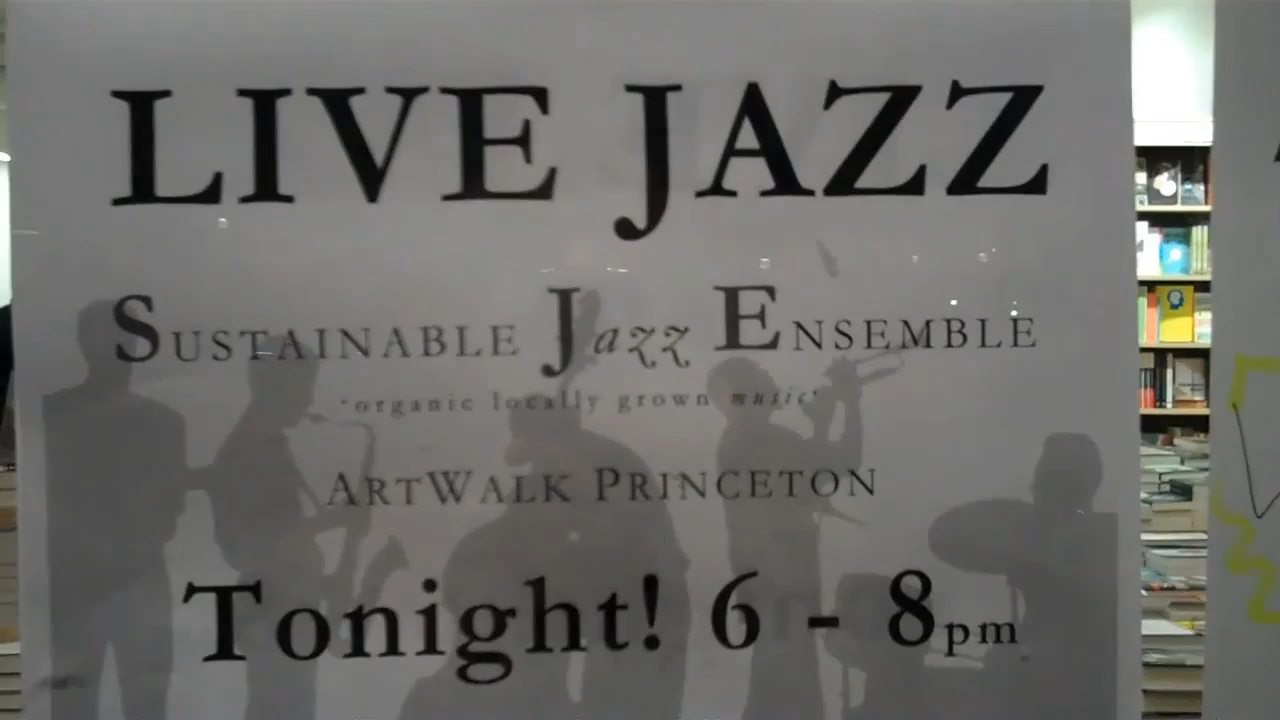 LIVE JAZZ
SUSTAINABLE Jazz ENSEMBLE
"organic locally grown music"
ARTWALK PRINCETON
Tonight! 6 - 8pm